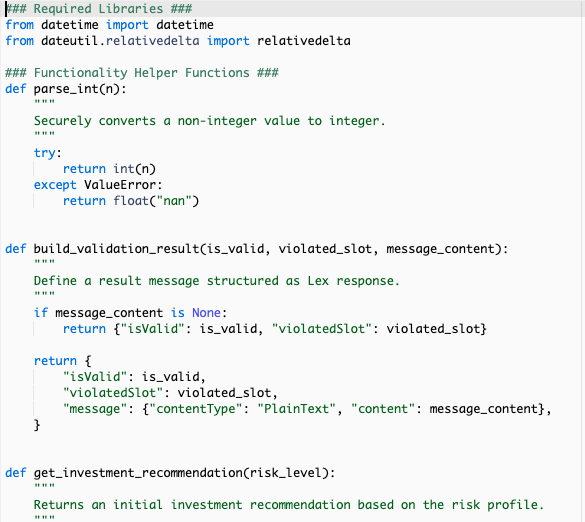 ### Required Libraries ###
from datetime import datetime
from dateutil.relativedelta import relativedelta

### Functionality Helper Functions ###
def parse_int(n):
    """
    Securely converts a non-integer value to integer.
    """
    try:
        return int(n)
    except ValueError:
        return float("nan")


def build_validation_result(is_valid, violated_slot, message_content):
    """
    Define a result message structured as Lex response.
    """
    if message_content is None:
        return {"isValid": is_valid, "violatedSlot": violated_slot}

    return {
        "isValid": is_valid,
        "violatedSlot": violated_slot,
        "message": {"contentType": "PlainText", "content": message_content},
    }


def get_investment_recommendation(risk_level):
    """
    Returns an initial investment recommendation based on the risk profile.
    """